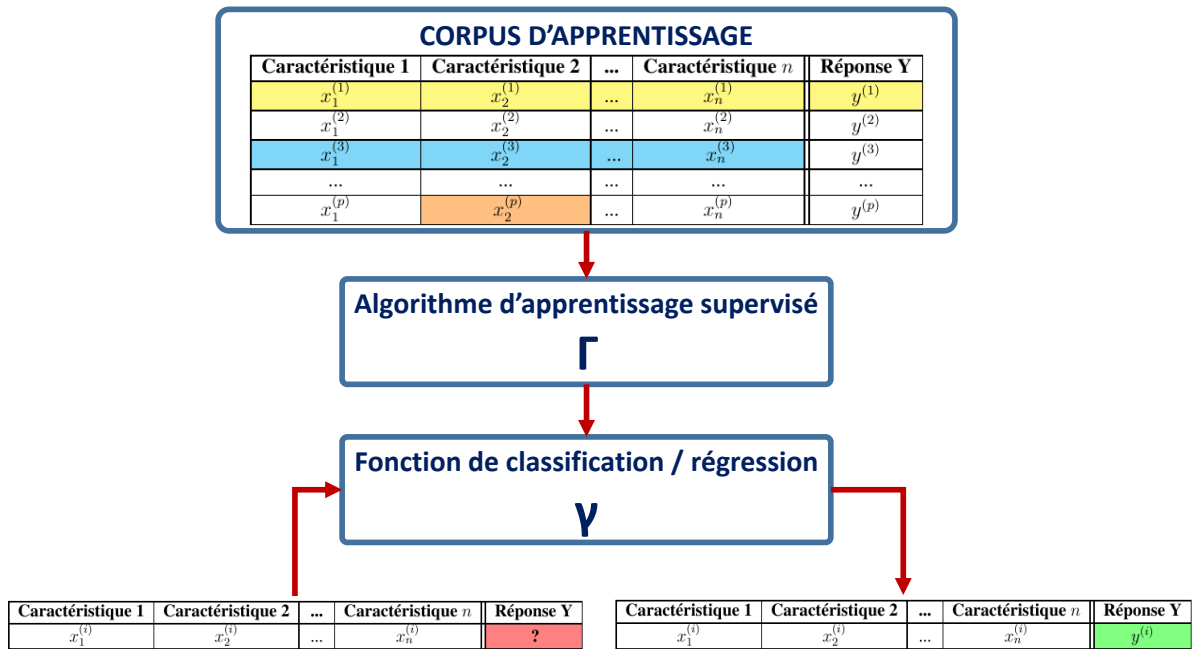 CORPUS D'APPRENTISSAGE
Caractéristique 1 Caractéristique 2 ... Caractéristique n Réponse Y
x_1^{(1)} x_2^{(1)} ... x_n^{(1)} y^{(1)}
x_1^{(2)} x_2^{(2)} ... x_n^{(2)} y^{(2)}
x_1^{(3)} x_2^{(3)} ... x_n^{(3)} y^{(3)}
... ... ... ... ...
x_1^{(p)} x_2^{(p)} ... x_n^{(p)} y^{(p)}
Algorithme d'apprentissage supervisé
Γ
Fonction de classification / régression
γ
Caractéristique 1 Caractéristique 2 ... Caractéristique n Réponse Y
x_1^{(i)} x_2^{(i)} ... x_n^{(i)} ?
Caractéristique 1 Caractéristique 2 ... Caractéristique n Réponse Y
x_1^{(i)} x_2^{(i)} ... x_n^{(i)} y^{(i)}